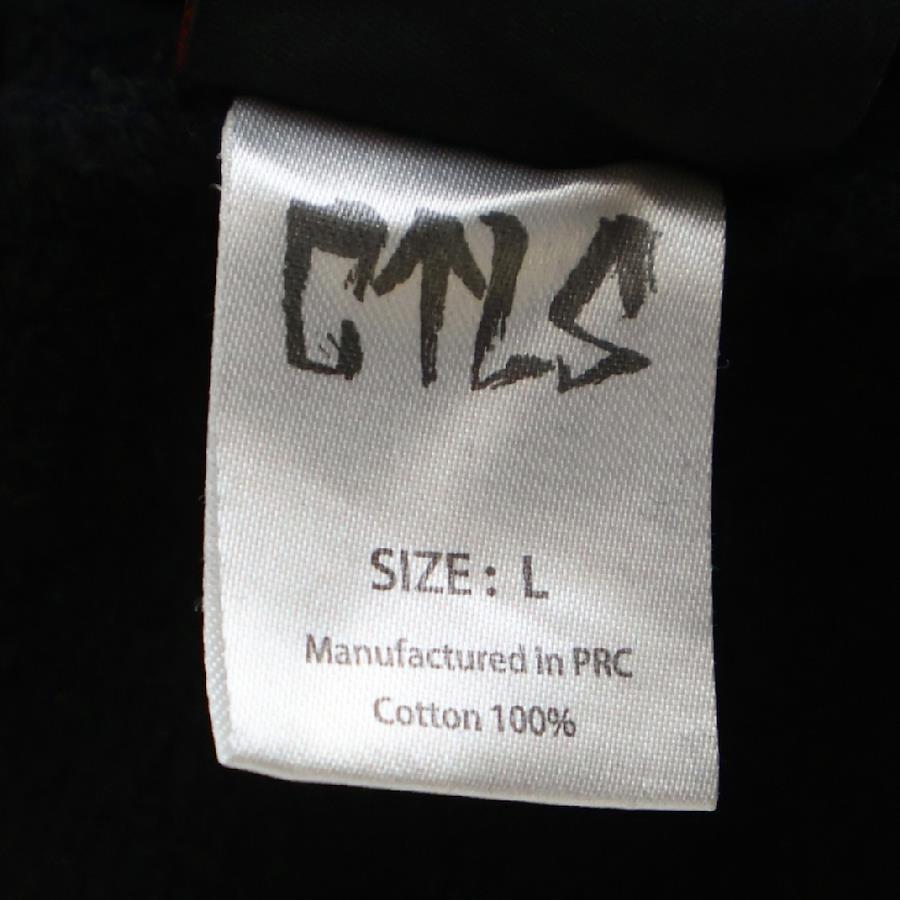 CTLS
SIZE: L
Manufactured in PRC
Cotton 100%